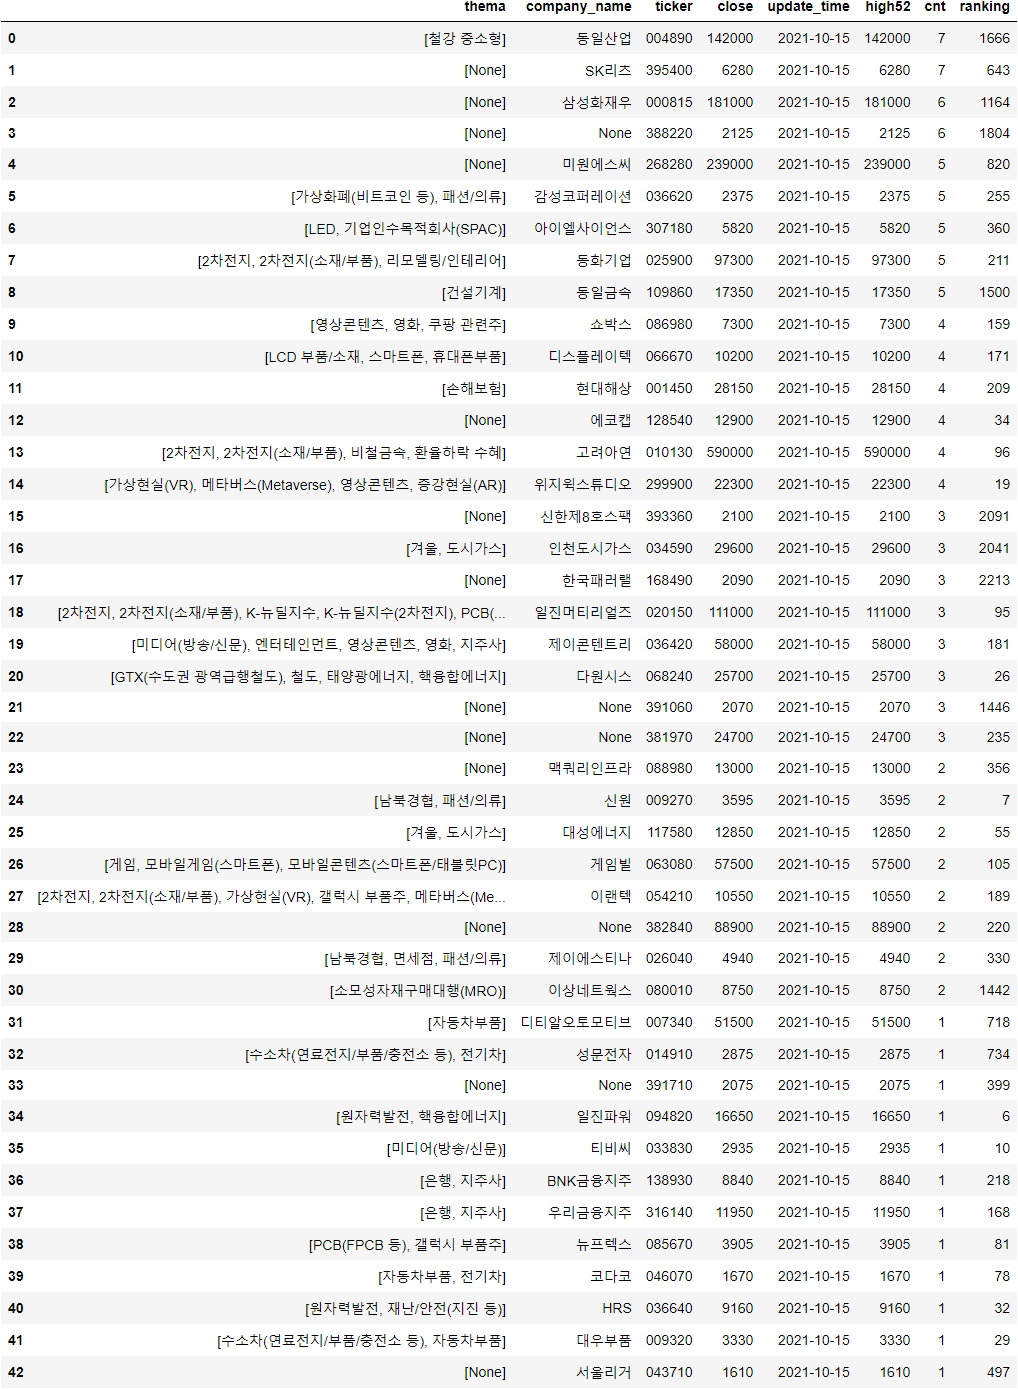 thema company_name ticker close update_time high52 cnt ranking
0 [철강 중소형] 동일산업 004890 142000 2021-10-15 142000 7 1666
1 [None] SK리츠 395400 6280 2021-10-15 6280 7 643
2 [None] 삼성화재우 000815 181000 2021-10-15 181000 6 1164
3 [None] None 388220 2125 2021-10-15 2125 6 1804
4 [None] 미원에스씨 268280 239000 2021-10-15 239000 5 820
5 [가상화폐(비트코인 등), 패션/의류] 감성코퍼레이션 036620 2375 2021-10-15 2375 5 255
6 [LED, 기업인수목적회사(SPAC)] 아이엘사이언스 307180 5820 2021-10-15 5820 5 360
7 [2차전지, 2차전지(소재/부품), 리모델링/인테리어] 동화기업 025900 97300 2021-10-15 97300 5 211
8 [건설기계] 동일금속 109860 17350 2021-10-15 17350 5 1500
9 [영상콘텐츠, 영화, 쿠팡 관련주] 쇼박스 086980 7300 2021-10-15 7300 4 159
10 [LCD 부품/소재, 스마트폰, 휴대폰부품] 디스플레이텍 066670 10200 2021-10-15 10200 4 171
11 [손해보험] 현대해상 001450 28150 2021-10-15 28150 4 209
12 [None] 에코캡 128540 12900 2021-10-15 12900 4 34
13 [2차전지, 2차전지(소재/부품), 비철금속, 환율하락 수혜] 고려아연 010130 590000 2021-10-15 590000 4 96
14 [가상현실(VR), 메타버스(Metaverse), 영상콘텐츠, 증강현실(AR)] 위지윅스튜디오 299900 22300 2021-10-15 22300 4 19
15 [None] 신한제8호스팩 393360 2100 2021-10-15 2100 3 2091
16 [겨울, 도시가스] 인천도시가스 034590 29600 2021-10-15 29600 3 2041
17 [None] 한국패러랠 168490 2090 2021-10-15 2090 3 2213
18 [2차전지, 2차전지(소재/부품), K-뉴딜지수, K-뉴딜지수(2차전지), PCB(... 일진머티리얼즈 020150 111000 2021-10-15 111000 3 95
19 [미디어(방송/신문), 엔터테인먼트, 영상콘텐츠, 영화, 지주사] 제이콘텐트리 036420 58000 2021-10-15 58000 3 181
20 [GTX(수도권 광역급행철도), 철도, 태양광에너지, 핵융합에너지] 다원시스 068240 25700 2021-10-15 25700 3 26
21 [None] None 391060 2070 2021-10-15 2070 3 1446
22 [None] None 381970 24700 2021-10-15 24700 3 235
23 [None] 맥쿼리인프라 088980 13000 2021-10-15 13000 2 356
24 [남북경협, 패션/의류] 신원 009270 3595 2021-10-15 3595 2 7
25 [겨울, 도시가스] 대성에너지 117580 12850 2021-10-15 12850 2 55
26 [게임, 모바일게임(스마트폰), 모바일콘텐츠(스마트폰/태블릿PC)] 게임빌 063080 57500 2021-10-15 57500 2 105
27 [2차전지, 2차전지(소재/부품), 가상현실(VR), 갤럭시 부품주, 메타버스(Me... 이랜텍 054210 10550 2021-10-15 10550 2 189
28 [None] None 382840 88900 2021-10-15 88900 2 220
29 [남북경협, 면세점, 패션/의류] 제이에스티나 026040 4940 2021-10-15 4940 2 330
30 [소모성자재구매대행(MRO)] 이상네트웍스 080010 8750 2021-10-15 8750 2 1442
31 [자동차부품] 디티알오토모티브 007340 51500 2021-10-15 51500 1 718
32 [수소차(연료전지/부품/충전소 등), 전기차] 성문전자 014910 2875 2021-10-15 2875 1 734
33 [None] None 391710 2075 2021-10-15 2075 1 399
34 [원자력발전, 핵융합에너지] 일진파워 094820 16650 2021-10-15 16650 1 6
35 [미디어(방송/신문)] 티비씨 033830 2935 2021-10-15 2935 1 10
36 [은행, 지주사] BNK금융지주 138930 8840 2021-10-15 8840 1 218
37 [은행, 지주사] 우리금융지주 316140 11950 2021-10-15 11950 1 168
38 [PCB(FPCB 등), 갤럭시 부품주] 뉴프렉스 085670 3905 2021-10-15 3905 1 81
39 [자동차부품, 전기차] 코다코 046070 1670 2021-10-15 1670 1 78
40 [원자력발전, 재난/안전(지진 등)] HRS 036640 9160 2021-10-15 9160 1 32
41 [수소차(연료전지/부품/충전소 등), 자동차부품] 대우부품 009320 3330 2021-10-15 3330 1 29
42 [None] 서울리거 043710 1610 2021-10-15 1610 1 497